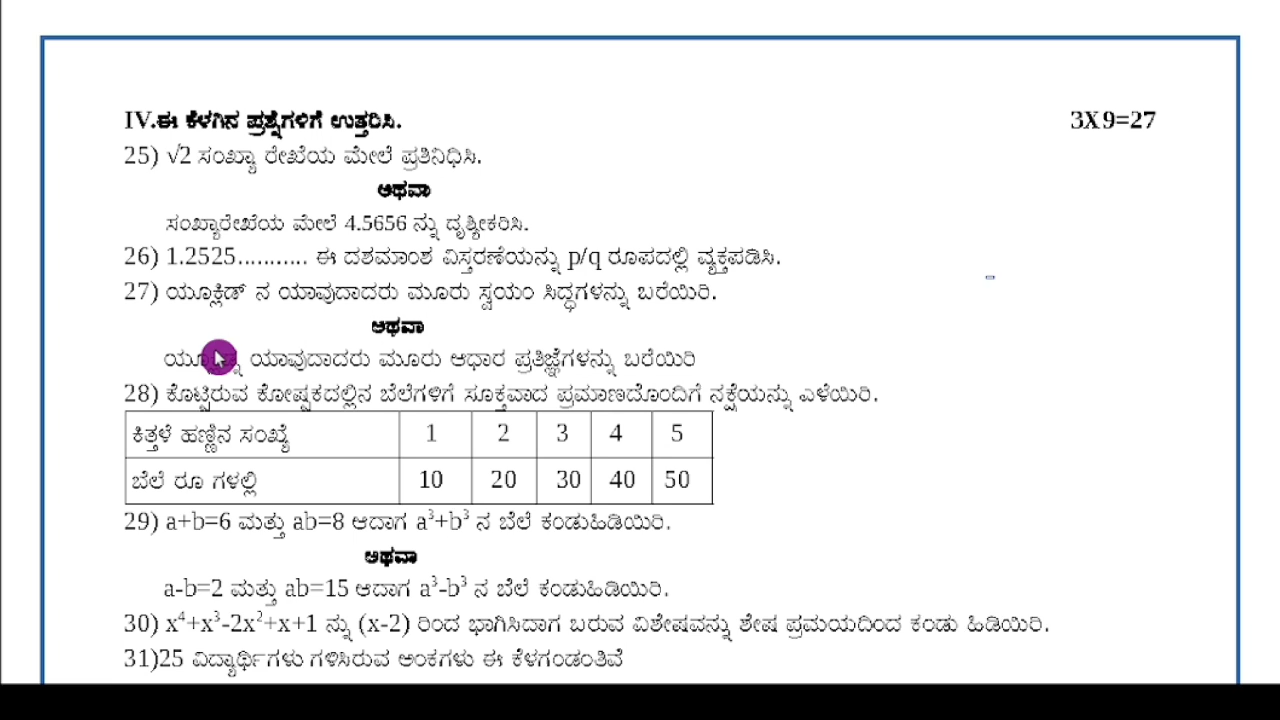 IV.ಈ ಕೆಳಗಿನ ಪ್ರಶ್ನೆಗಳಿಗೆ ಉತ್ತರಿಸಿ. 3X9=27
25) √2 ಸಂಖ್ಯಾ ರೇಖೆಯ ಮೇಲೆ ಪ್ರತಿನಿಧಿಸಿ.
ಅಥವಾ
ಸಂಖ್ಯಾರೇಖೆಯ ಮೇಲೆ 4.5656 ನ್ನು ದೃಶ್ಯೀಕರಿಸಿ.
26) 1.2525........... ಈ ದಶಮಾಂಶ ವಿಸ್ತರಣೆಯನ್ನು p/q ರೂಪದಲ್ಲಿ ವ್ಯಕ್ತಪಡಿಸಿ.
27) ಯೂಕ್ಲಿಡ್ ನ ಯಾವುದಾದರು ಮೂರು ಸ್ವಯಂ ಸಿದ್ಧಗಳನ್ನು ಬರೆಯಿರಿ.
ಅಥವಾ
ಯಾವುದಾದರು ಮೂರು ಆಧಾರ ಪ್ರತಿಜ್ಞೆಗಳನ್ನು ಬರೆಯಿರಿ
28) ಕೊಟ್ಟಿರುವ ಕೋಷ್ಟಕದಲ್ಲಿನ ಬೆಲೆಗಳಿಗೆ ಸೂಕ್ತವಾದ ಪ್ರಮಾಣದೊಂದಿಗೆ ನಕ್ಷೆಯನ್ನು ಎಳೆಯಿರಿ.
ಕಿತ್ತಳೆ ಹಣ್ಣಿನ ಸಂಖ್ಯೆ 1 2 3 4 5
ಬೆಲೆ ರೂ ಗಳಲ್ಲಿ 10 20 30 40 50
29) a+b=6 ಮತ್ತು ab=8 ಆದಾಗ a³+b³ ನ ಬೆಲೆ ಕಂಡುಹಿಡಿಯಿರಿ.
ಅಥವಾ
a-b=2 ಮತ್ತು ab=15 ಆದಾಗ a³-b³ ನ ಬೆಲೆ ಕಂಡುಹಿಡಿಯಿರಿ.
30) x⁴+x³-2x²+x+1 ನ್ನು (x-2) ರಿಂದ ಭಾಗಿಸಿದಾಗ ಬರುವ ವಿಶೇಷವನ್ನು ಶೇಷ ಪ್ರಮಯದಿಂದ ಕಂಡು ಹಿಡಿಯಿರಿ.
31)25 ವಿದ್ಯಾರ್ಥಿಗಳು ಗಳಿಸಿರುವ ಅಂಕಗಳು ಈ ಕೆಳಗಂಡಂತಿವೆ